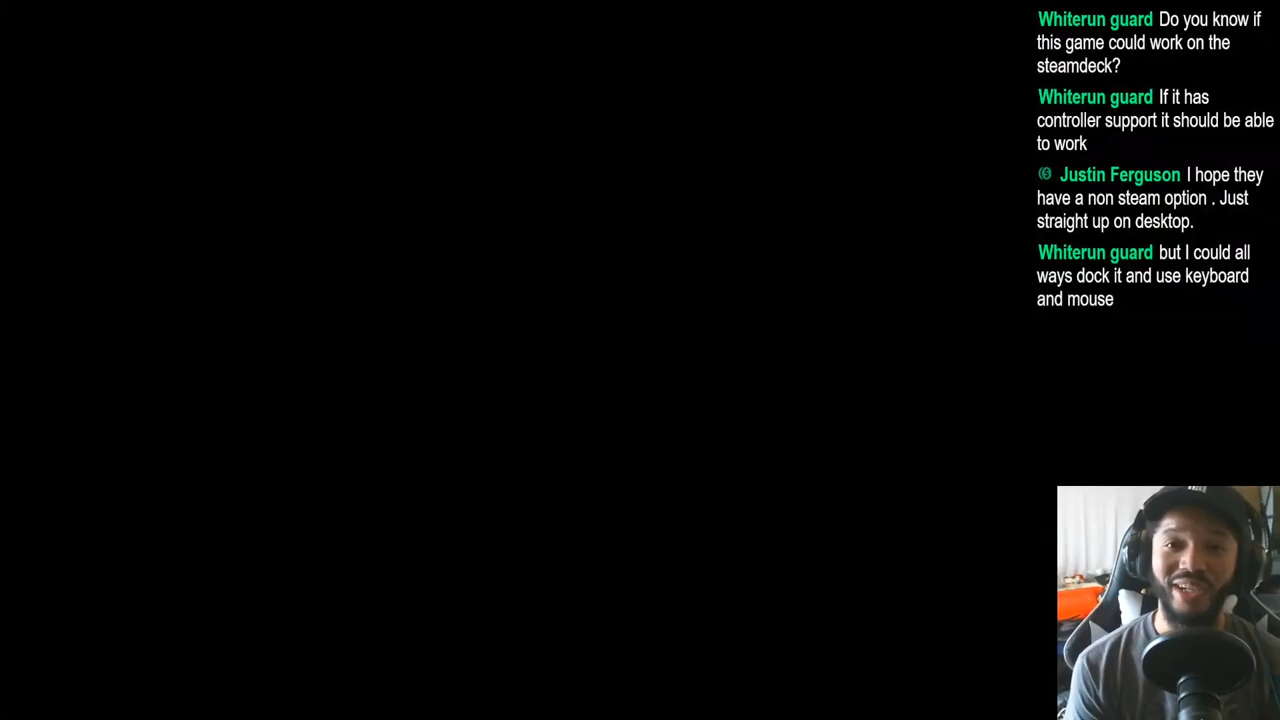 Whiterun guard Do you know if
this game could work on the
steamdeck?
Whiterun guard If it has
controller support it should be able
to work
Justin Ferguson I hope they
have a non steam option . Just
straight up on desktop.
Whiterun guard but I could all
ways dock it and use keyboard
and mouse